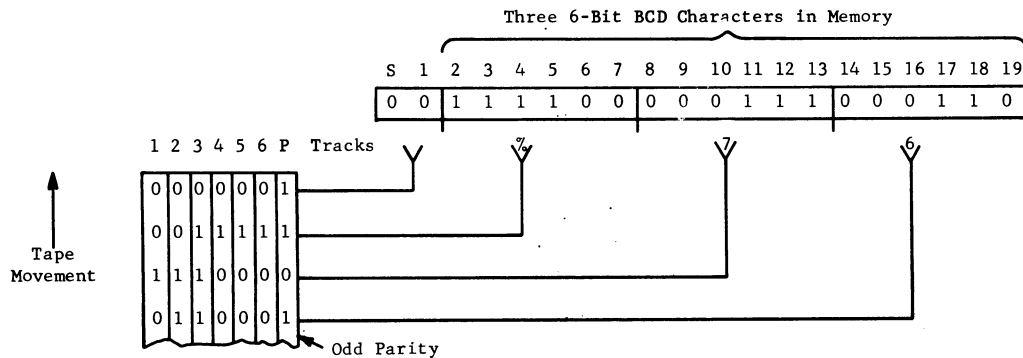 Three 6-Bit BCD Characters in Memory
S 1 2 3 4 5 6 7 8 9 10 11 12 13 14 15 16 17 18 19
0 0 1 1 1 1 0 0 0 0 0 1 1 1 0 0 0 1 1 0
1 2 3 4 5 6 P Tracks
% 7 6
0 0 0 0 0 0 1
0 0 1 1 1 1 1
1 1 1 0 0 0 0
0 1 1 0 0 0 1
Tape
Movement
Odd Parity